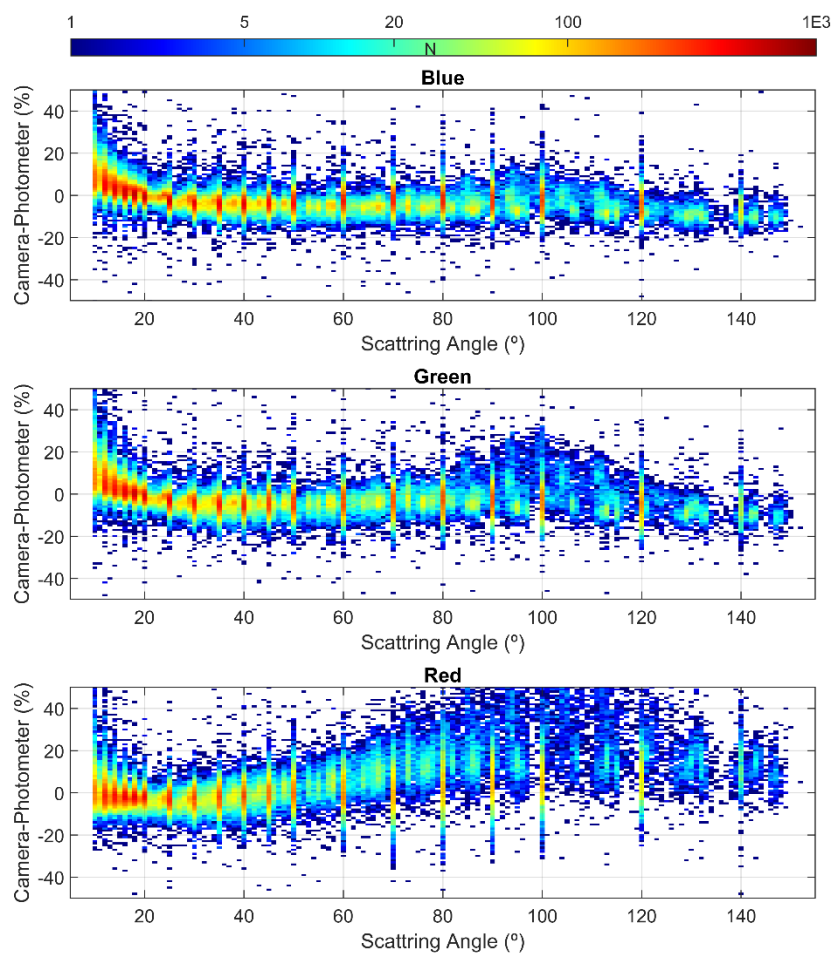 1 5 20 100 1E3
N
Blue
Camera-Photometer (%)
40
20
0
-20
-40
20 40 60 80 100 120 140
Scattring Angle (º)
Green
Camera-Photometer (%)
40
20
0
-20
-40
20 40 60 80 100 120 140
Scattring Angle (º)
Red
Camera-Photometer (%)
40
20
0
-20
-40
20 40 60 80 100 120 140
Scattring Angle (º)